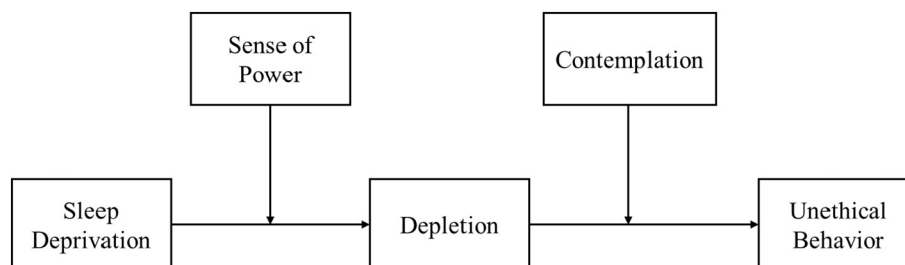 Sense of
Power
Contemplation
Sleep
Deprivation
Depletion
Unethical
Behavior